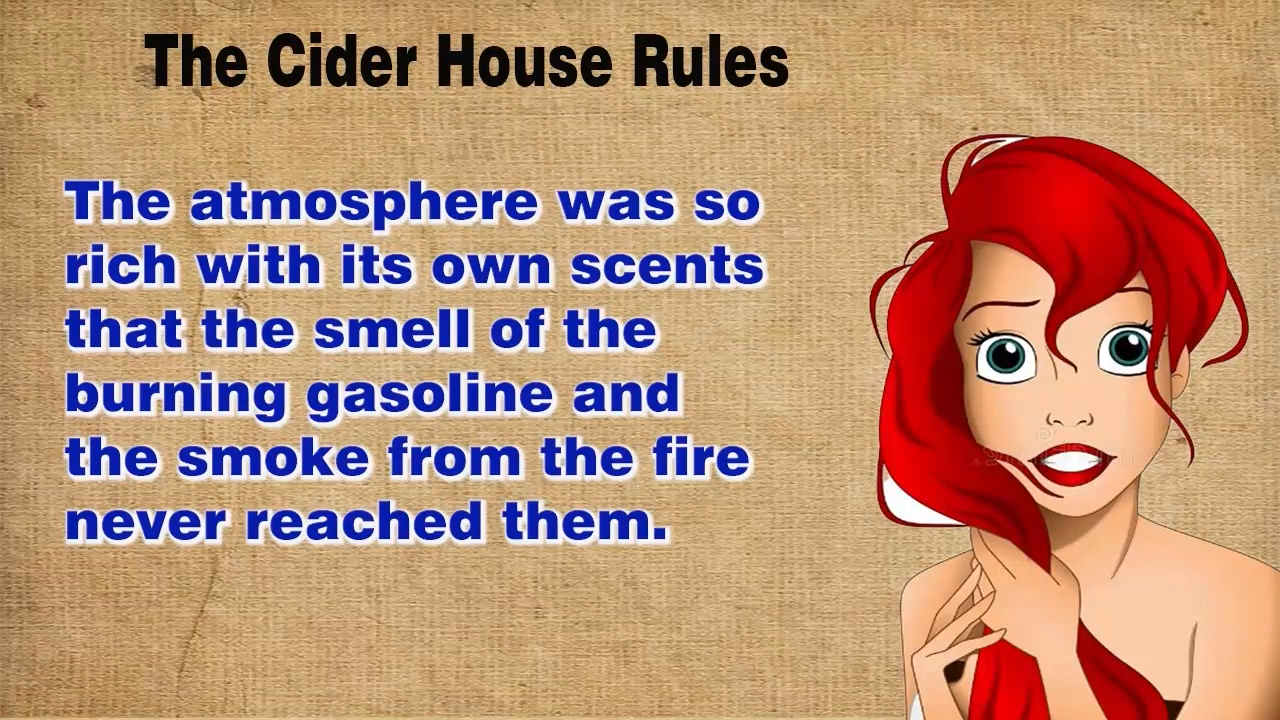 The Cider House Rules
The atmosphere was so
rich with its own scents
that the smell of the
burning gasoline and
the smoke from the fire
never reached them.